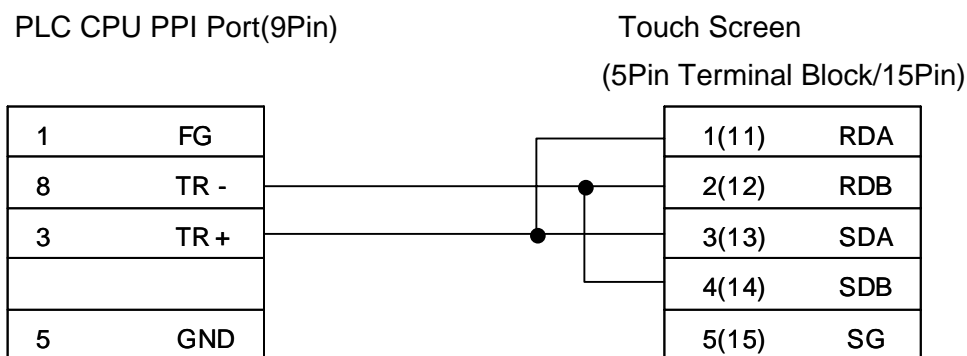 PLC CPU PPI Port(9Pin) Touch Screen
(5Pin Terminal Block/15Pin)
1 FG 1(11) RDA
8 TR - 2(12) RDB
3 TR + 3(13) SDA
4(14) SDB
5 GND 5(15) SG